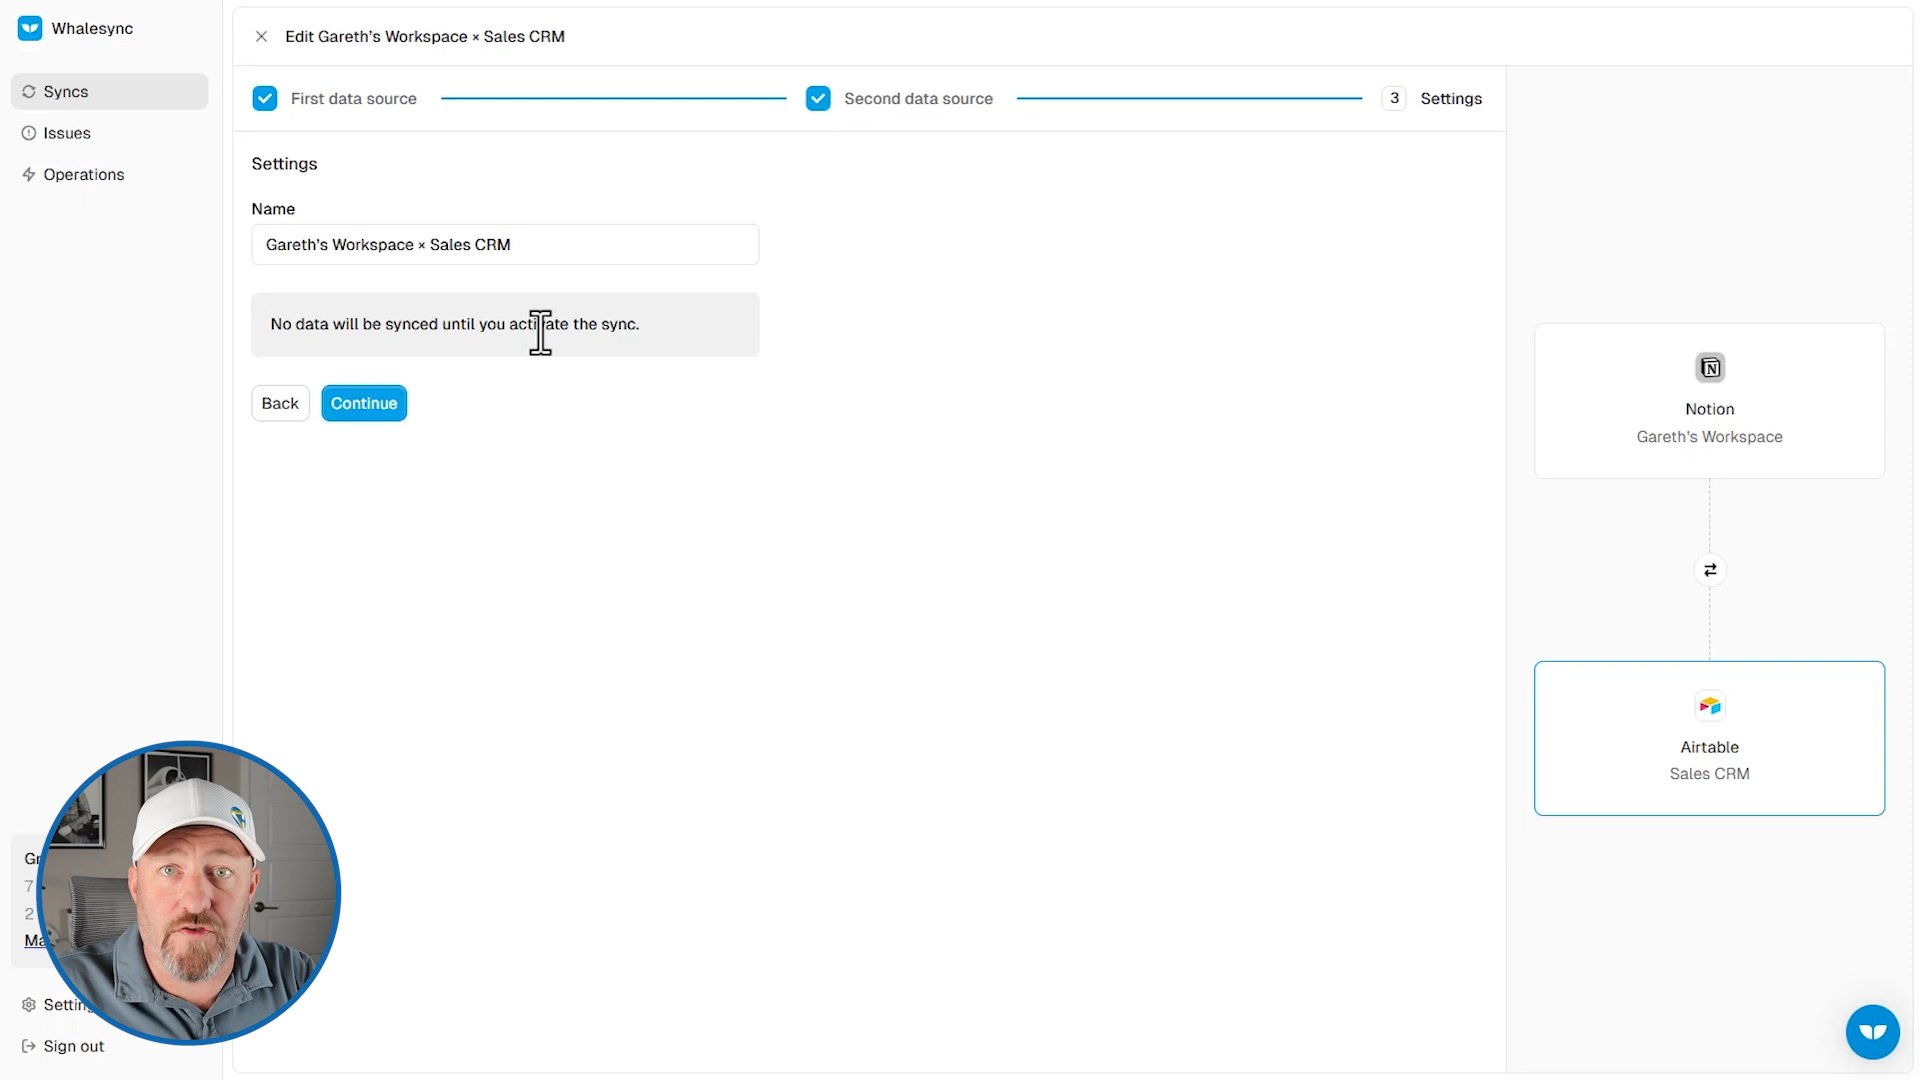 Whalesync
Edit Gareth's Workspace × Sales CRM
Syncs
Issues
Operations
First data source
Second data source
3 Settings
Settings
Name
Gareth's Workspace × Sales CRM
No data will be synced until you activate the sync.
Back
Continue
Notion
Gareth's Workspace
Airtable
Sales CRM
7
2
Sign out